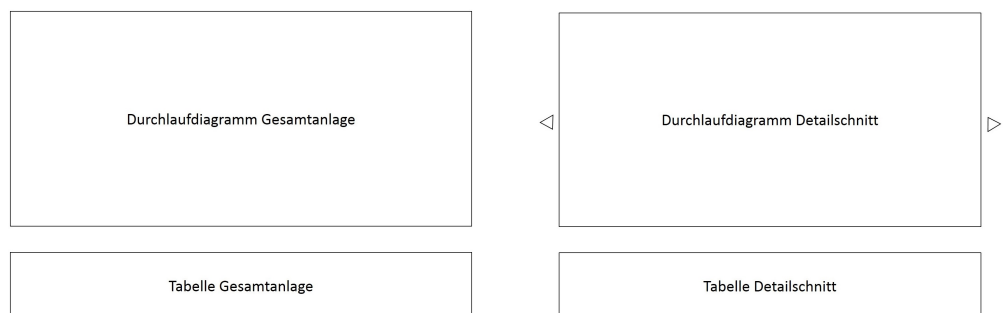 Durchlaufdiagramm Gesamtanlage
Durchlaufdiagramm Detailschnitt
Tabelle Gesamtanlage
Tabelle Detailschnitt